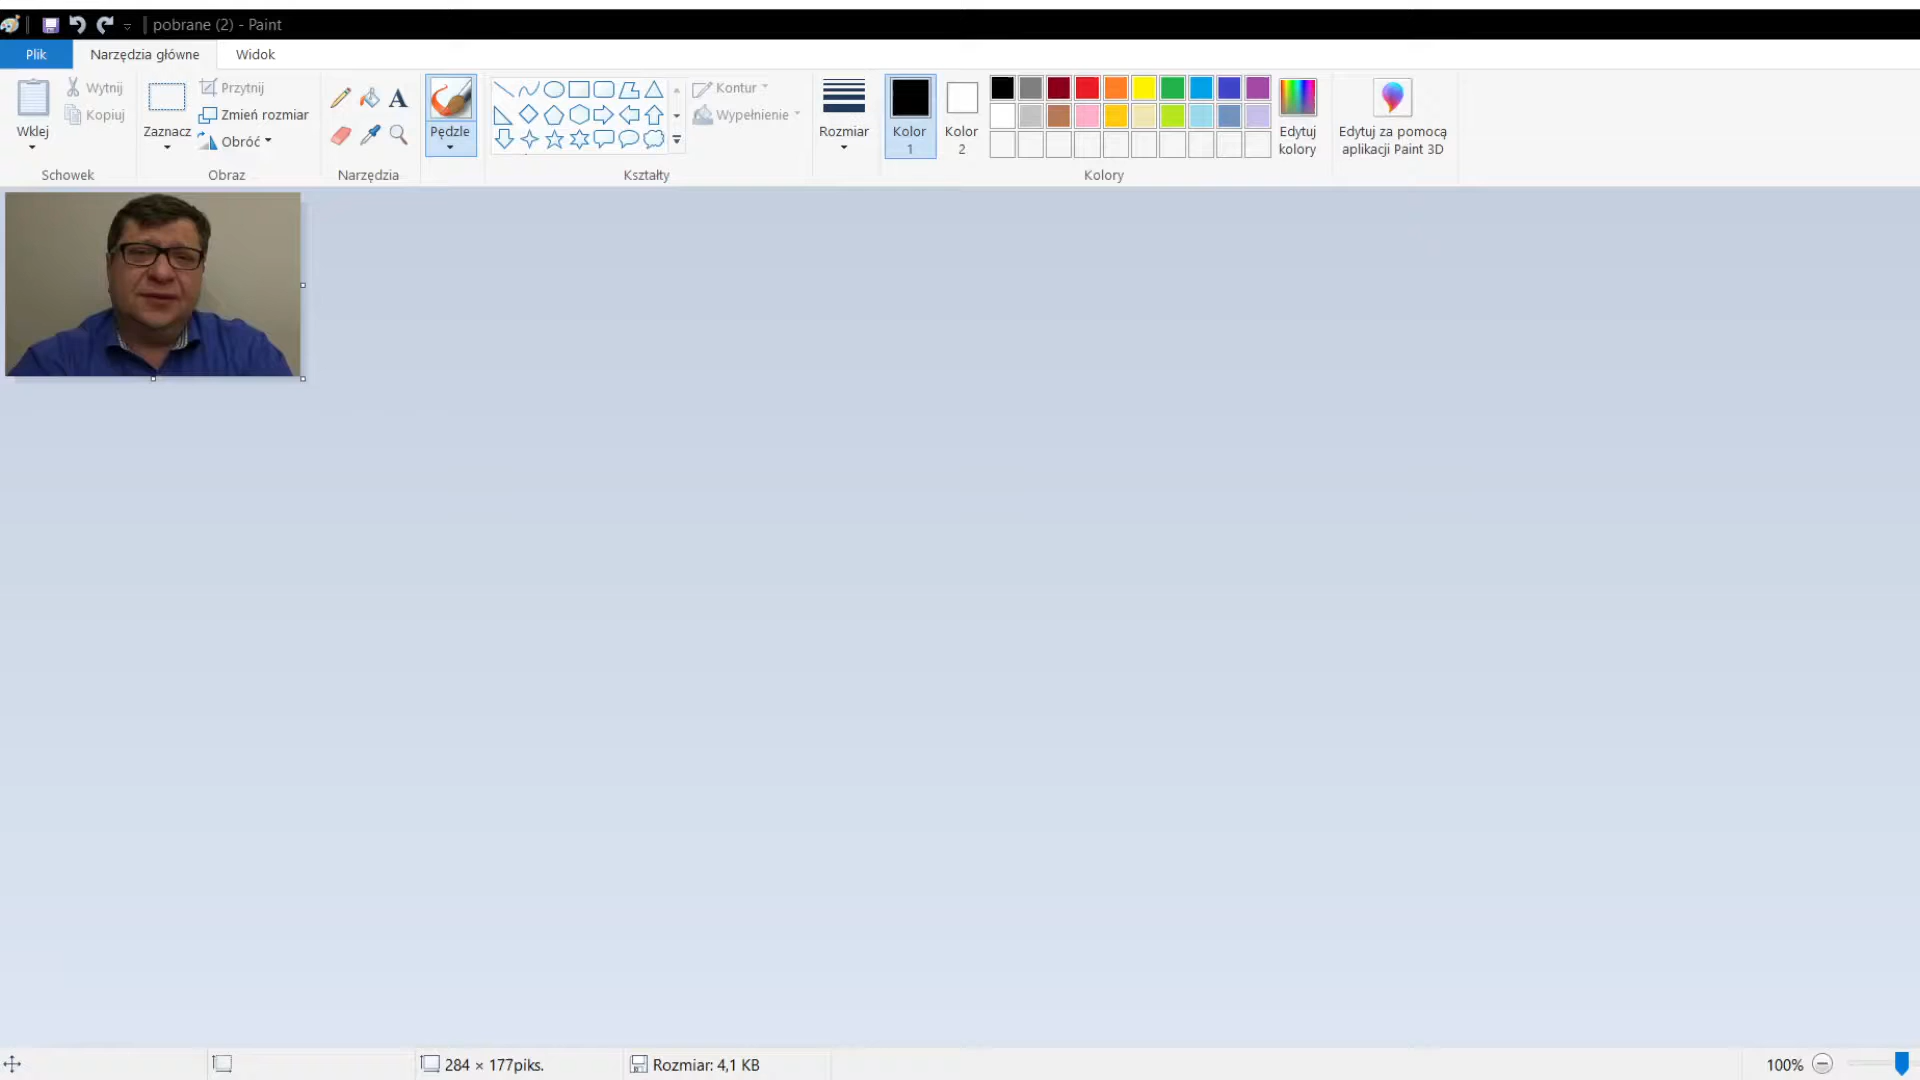 pobrane (2) - Paint
Plik Narzędzia główne Widok
Wklej
Wytnij
Kopiuj
Schowek
Zaznacz
Przytnij
Zmień rozmiar
Obróć
Obraz
A
Narzędzia
Pędzle
Kształty
Kontur
Wypełnienie
Rozmiar
Kolor
1
Kolor
2
Kolory
Edytuj
kolory
Edytuj za pomocą
aplikacji Paint 3D
284 × 177piks.
Rozmiar: 4,1 KB
100%